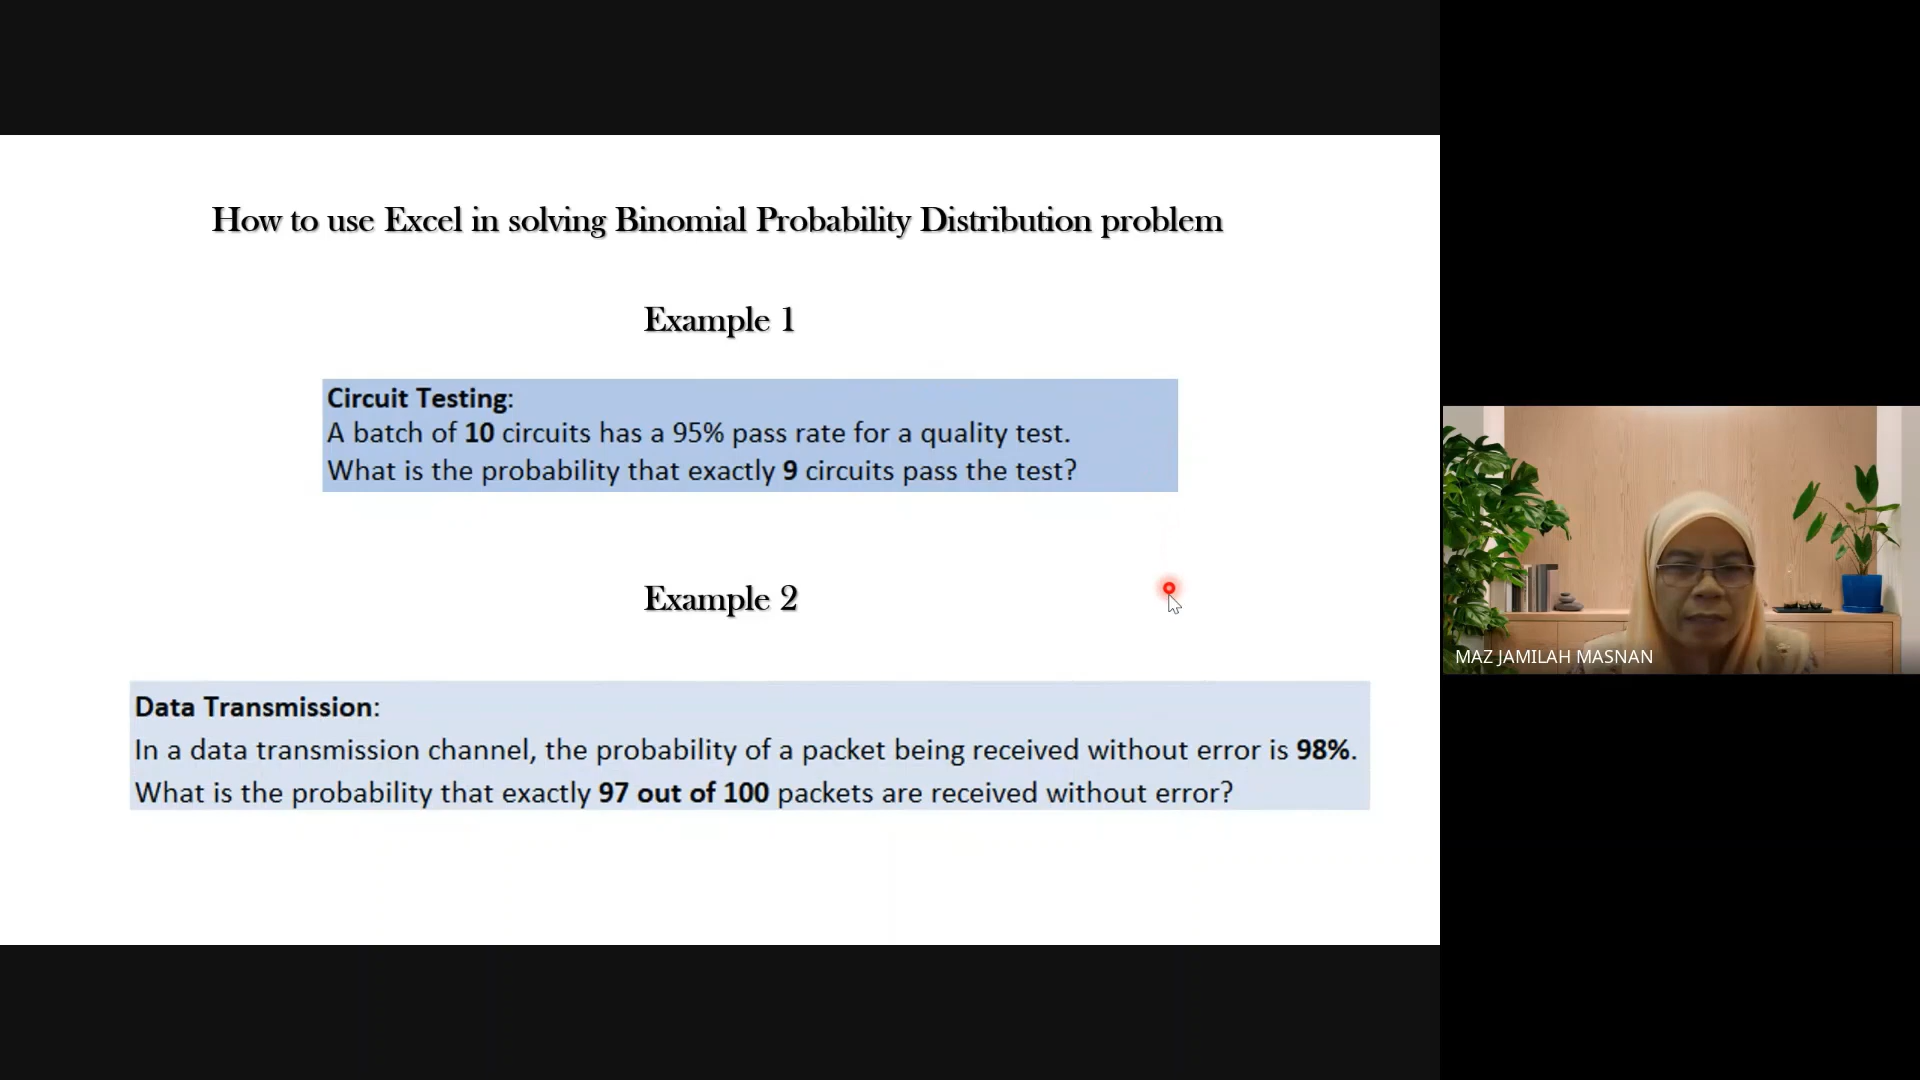 How to use Excel in solving Binomial Probability Distribution problem
Example 1
Circuit Testing:
A batch of 10 circuits has a 95% pass rate for a quality test.
What is the probability that exactly 9 circuits pass the test?
Example 2
Data Transmission:
In a data transmission channel, the probability of a packet being received without error is 98%.
What is the probability that exactly 97 out of 100 packets are received without error?
MAZ JAMILAH MASNAN